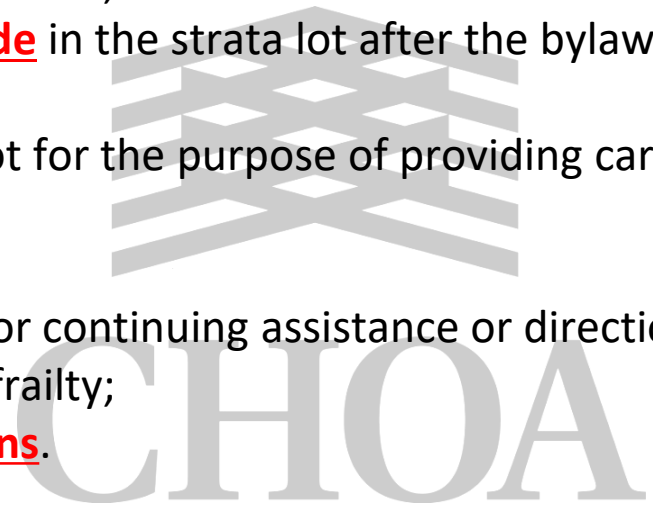 de in the strata lot after the bylaw
ot for the purpose of providing car
or continuing assistance or directi
frailty;
ns.
CHOA